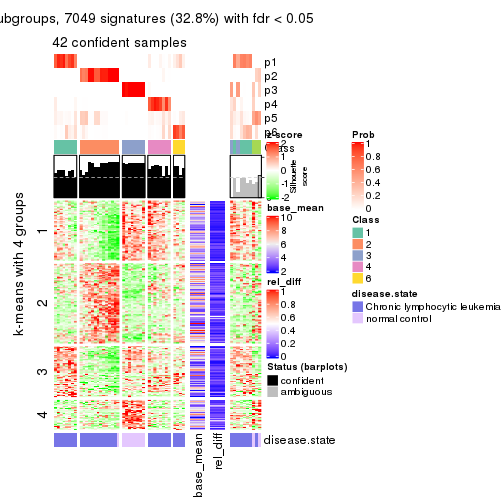 ubgroups, 7049 signatures (32.8%) with fdr < 0.05
42 confident samples
p1
p2
p3
p4
p5
p6
Class
Silhouette
score
k-means with 4 groups
1
2
3
4
base_mean
rel_diff
disease.state
z-score
2
-2
base_mean
10
8
6
4
2
rel_diff
1
0.8
0.6
0.4
0.2
0
Status (barplots)
confident
ambiguous
Prob
1
0.8
0.6
0.4
0.2
0
Class
1
2
3
4
6
disease.state
Chronic lymphocytic leukemia
normal control